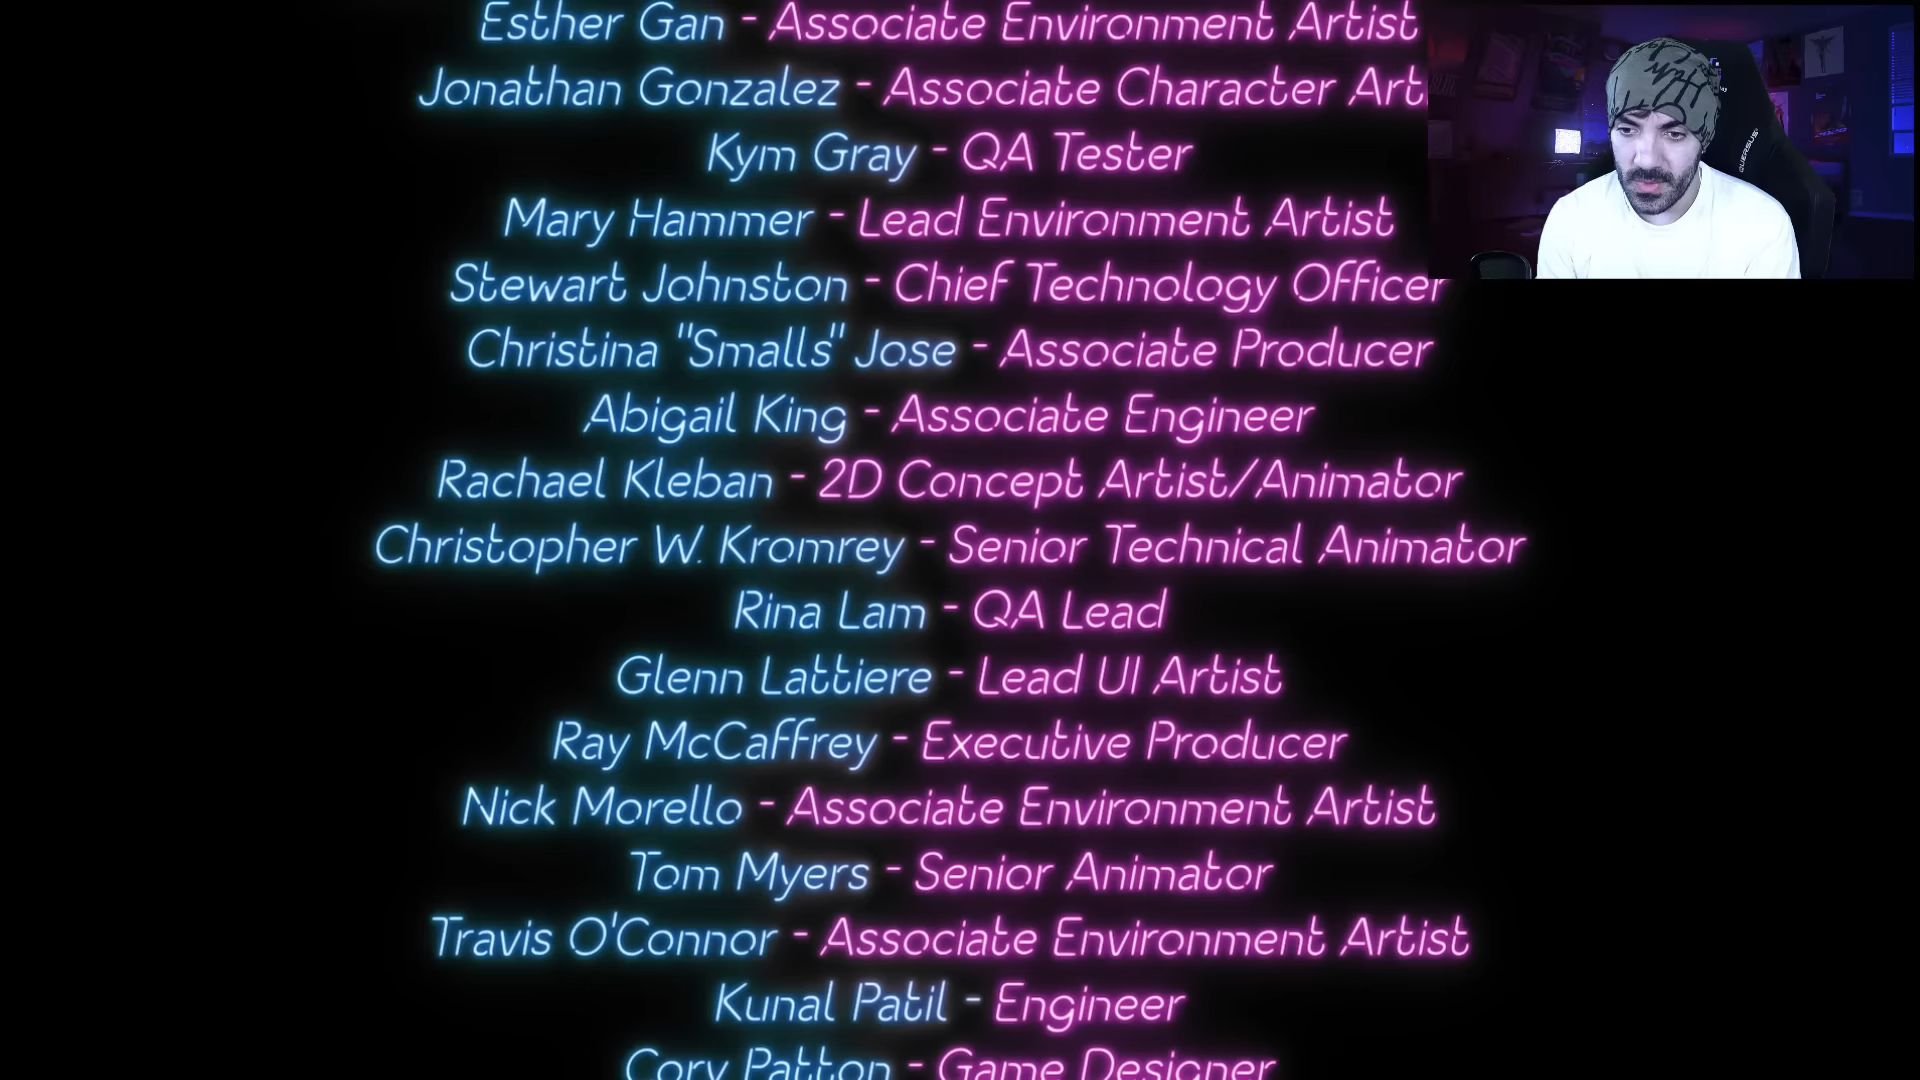 Esther Gan - Associate Environment Artist
Jonathan Gonzalez - Associate Character Art
Kym Gray - QA Tester
Mary Hammer - Lead Environment Artist
Stewart Johnston - Chief Technology Officer
Christina "Smalls" Jose - Associate Producer
Abigail King - Associate Engineer
Rachael Kleban - 2D Concept Artist/Animator
Christopher W. Kromrey - Senior Technical Animator
Rina Lam - QA Lead
Glenn Lattiere - Lead UI Artist
Ray McCaffrey - Executive Producer
Nick Morello - Associate Environment Artist
Tom Myers - Senior Animator
Travis O'Connor - Associate Environment Artist
Kunal Patil - Engineer
Cory Patton - Game Designer